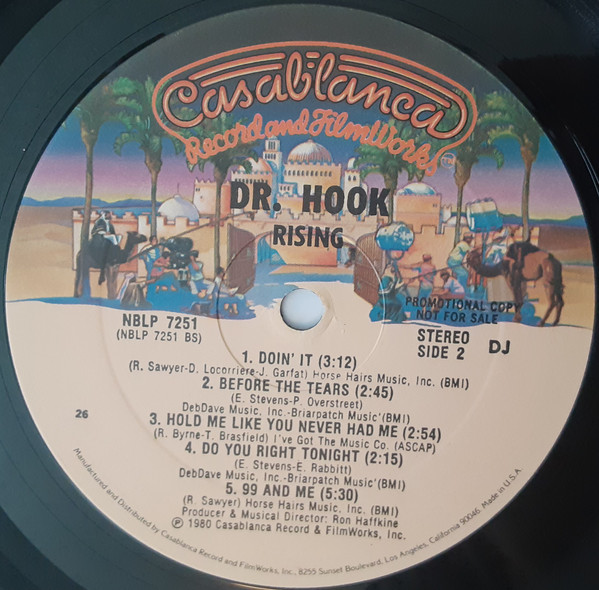 Casablanca
Record and FilmWorks
TM
DR. HOOK
RISING
PROMOTIONAL COPY
NOT FOR SALE
NBLP 7251
(NBLP 7251 BS)
STEREO
SIDE 2
DJ
1. DOIN' IT (3:12)
(R. Sawyer-D. Locorriere-J. Garfat) Horse Hairs Music, Inc. (BMI)
2. BEFORE THE TEARS (2:45)
(E. Stevens-P. Overstreet)
DebDave Music, Inc.-Briarpatch Music'(BMI)
3. HOLD ME LIKE YOU NEVER HAD ME (2:54)
(R. Byrne-T. Brasfield) I've Got The Music Co. (ASCAP)
4. DO YOU RIGHT TONIGHT (2:15)
(E. Stevens-E. Rabbitt)
DebDave Music, Inc.-Briarpatch Music'(BMI)
5. 99 AND ME (5:30)
(R. Sawyer) Horse Hairs Music, Inc. (BMI)
Producer & Musical Director: Ron Haffkine
℗ 1980 Casablanca Record & FilmWorks, Inc.
26
Manufactured and Distributed by Casablanca Record and FilmWorks, Inc., 8255 Sunset Boulevard, Los Angeles, California 90046. Made in U.S.A.